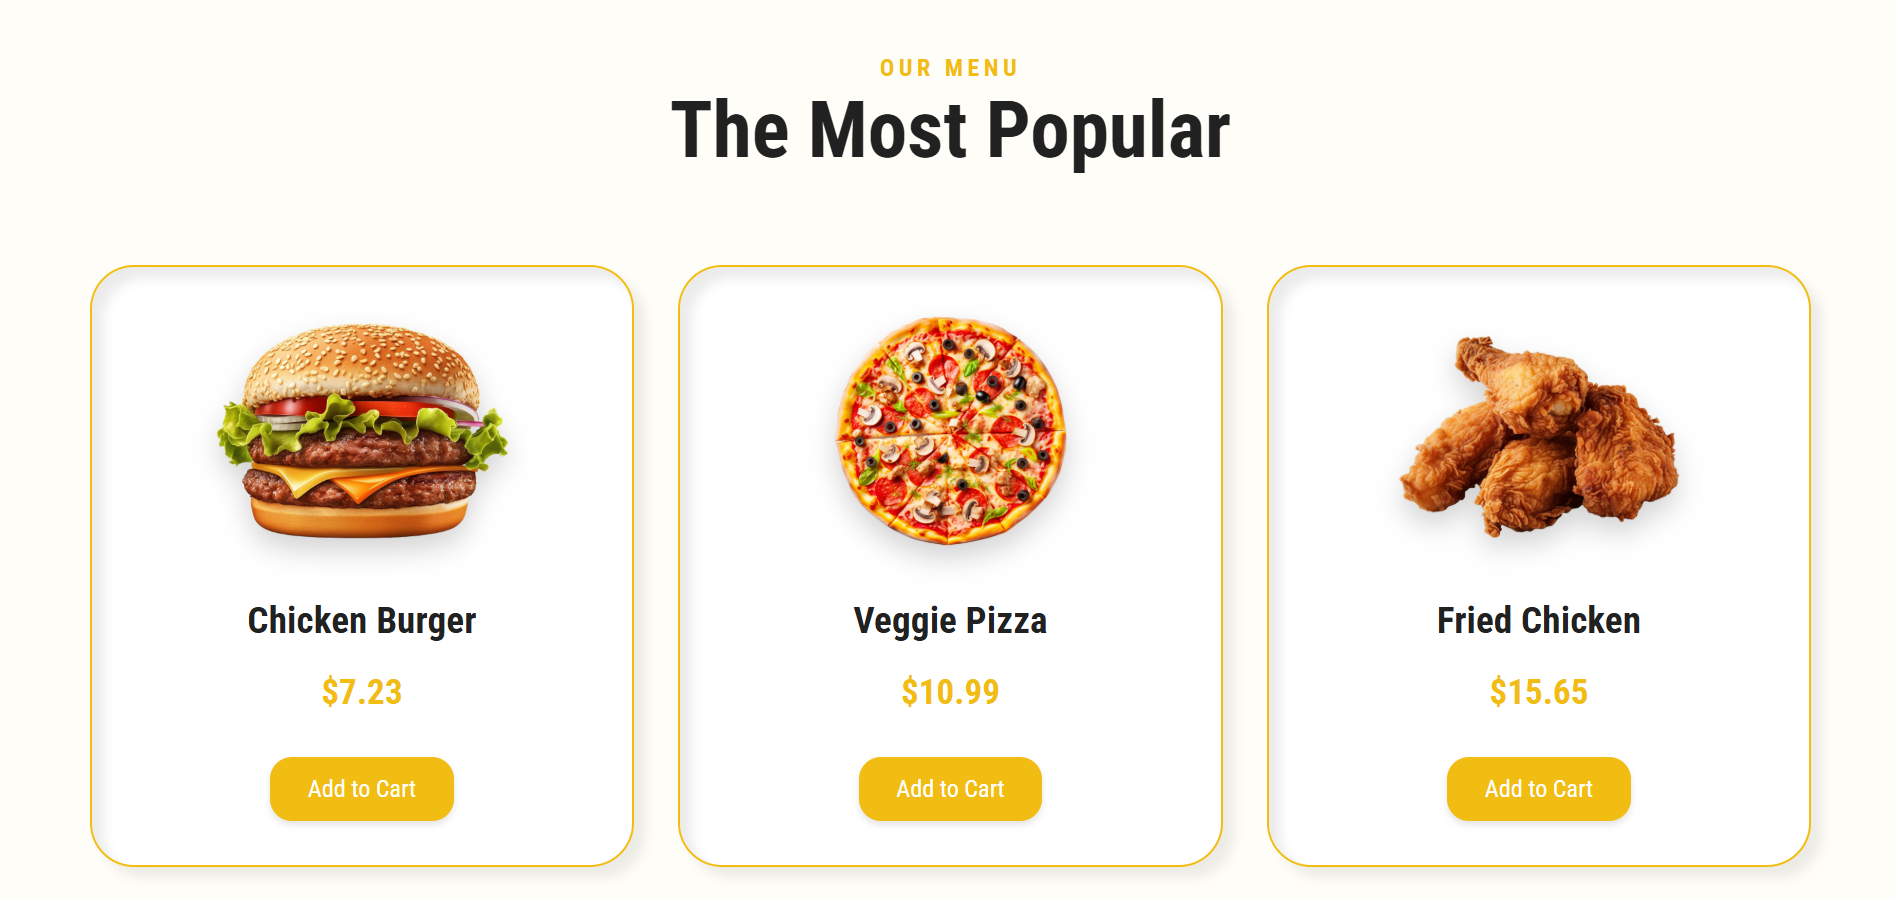 OUR MENU
The Most Popular
Chicken Burger
$7.23
Add to Cart
Veggie Pizza
$10.99
Add to Cart
Fried Chicken
$15.65
Add to Cart